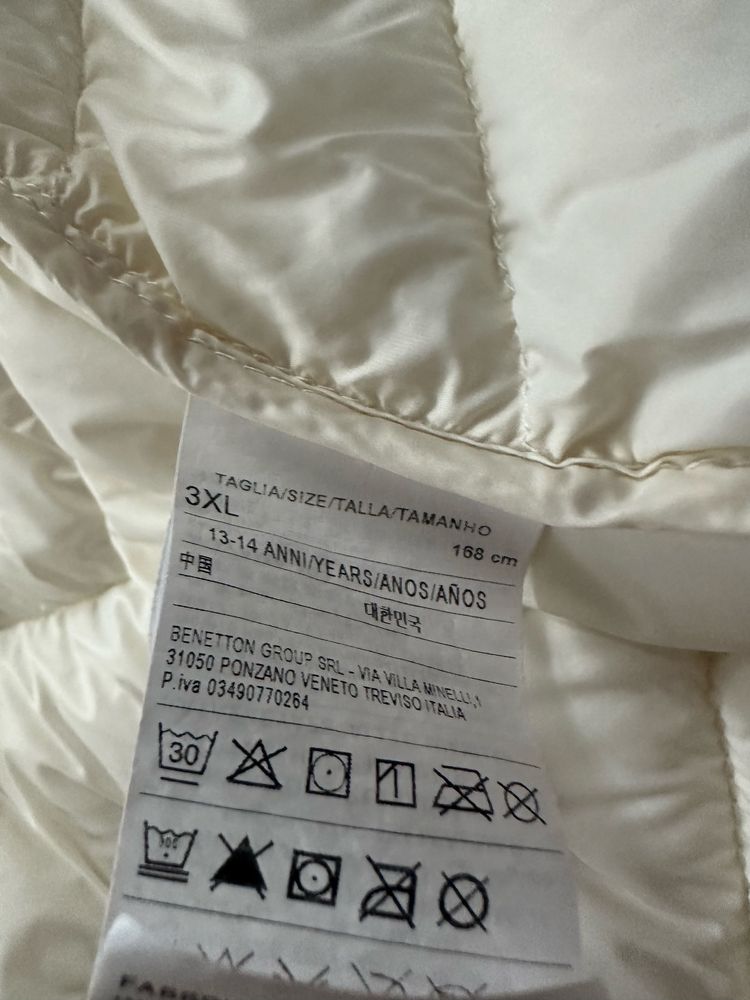 TAGLIA/SIZE/TALLA/TAMANHO
3XL
168 cm
13-14 ANNI/YEARS/ANOS/AÑOS
中国
대한민국
BENETTON GROUP SRL - VIA VILLA MINELLI,1
31050 PONZANO VENETO TREVISO ITALIA
P.iva 03490770264
30